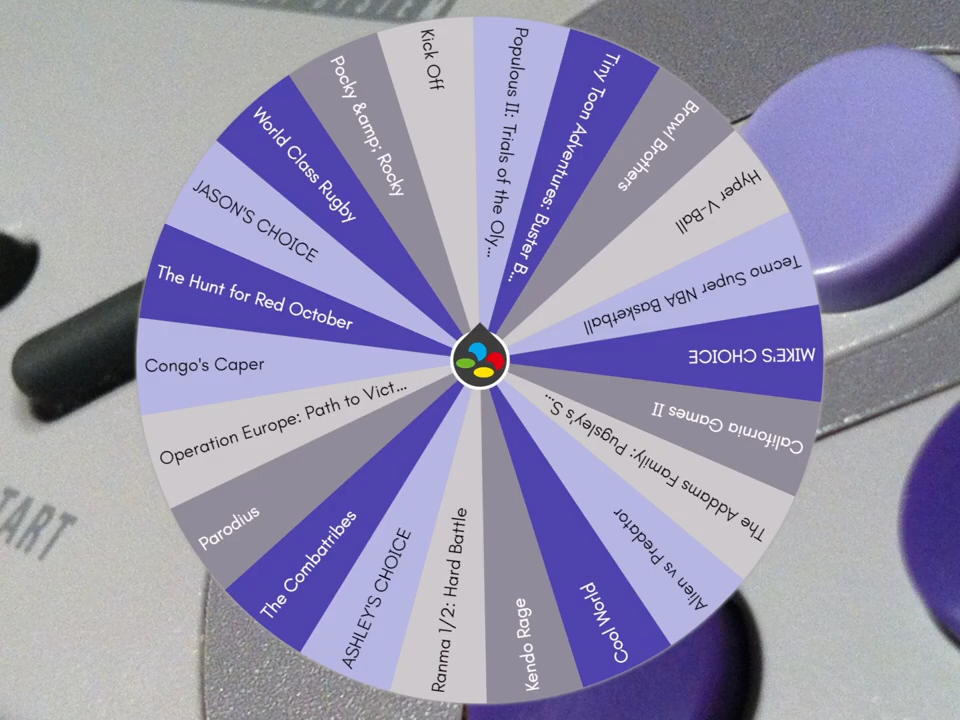 SYSTEM
Kick Off
Populous II: Trials of the Oly...
Tiny Toon Adventures: Buster B...
Brawl Brothers
Hyper V-Ball
Tecmo Super NBA Basketball
MIKE'S CHOICE
California Games II
The Addams Family: Pugsley's S...
Alien vs Predator
Cool World
Kendo Rage
Ranma 1/2: Hard Battle
ASHLEY'S CHOICE
The Combatribes
Parodius
Operation Europe: Path to Vict...
Congo's Caper
The Hunt for Red October
JASON'S CHOICE
World Class Rugby
Pocky &amp; Rocky
TART